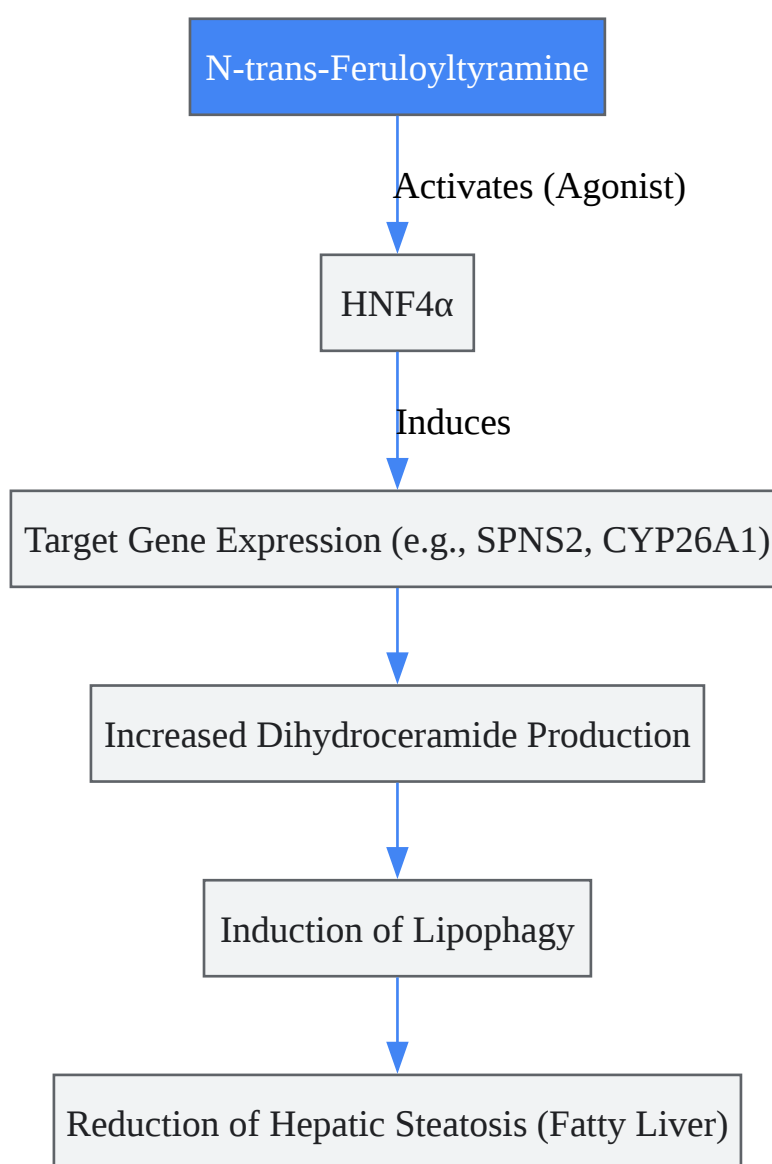 N-trans-Feruloyltyramine
Activates (Agonist)
HNF4α
Induces
Target Gene Expression (e.g., SPNS2, CYP26A1)
Increased Dihydroceramide Production
Induction of Lipophagy
Reduction of Hepatic Steatosis (Fatty Liver)